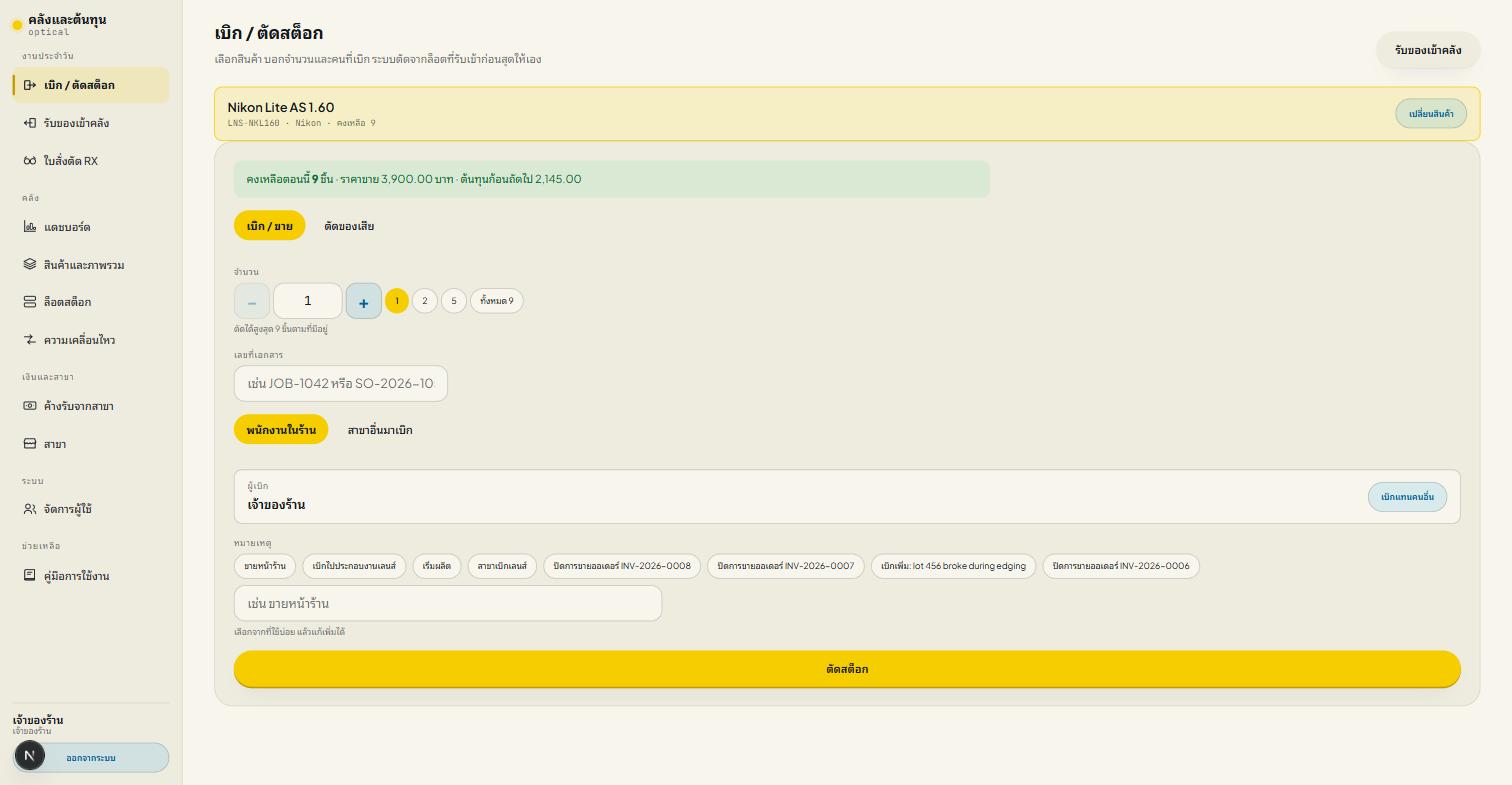 คลังและต้นทุน
optical
งานประจำวัน
เบิก / ตัดสต็อก
รับของเข้าคลัง
ใบสั่งตัด RX
คลัง
แดชบอร์ด
สินค้าและภาพรวม
ล็อตสต็อก
ความเคลื่อนไหว
เงินและสาขา
ค้างรับจากสาขา
สาขา
ระบบ
จัดการผู้ใช้
ช่วยเหลือ
คู่มือการใช้งาน
เจ้าของร้าน
เจ้าของร้าน
N
ออกจากระบบ
เบิก / ตัดสต็อก
เลือกสินค้า บอกจำนวนและคนที่เบิก ระบบตัดจากล็อตที่รับเข้าก่อนสุดให้เอง
รับของเข้าคลัง
Nikon Lite AS 1.60
LNS-NKL160 · Nikon · คงเหลือ 9
เปลี่ยนสินค้า
คงเหลือตอนนี้ 9 ชิ้น · ราคาขาย 3,900.00 บาท · ต้นทุนก้อนถัดไป 2,145.00
เบิก / ขาย ตัดของเสีย
จำนวน
− 1 + 1 2 5 ทั้งหมด 9
ตัดได้สูงสุด 9 ชิ้นตามที่มีอยู่
เลขที่เอกสาร
เช่น JOB-1042 หรือ SO-2026-10
พนักงานในร้าน สาขาอื่นมาเบิก
ผู้เบิก
เจ้าของร้าน
เบิกแทนคนอื่น
หมายเหตุ
ขายหน้าร้าน เบิกไปประกอบงานเลนส์ เริ่มผลิต สาขาเบิกเลนส์ ปิดการขายออเดอร์ INV-2026-0008 ปิดการขายออเดอร์ INV-2026-0007 เบิกเพิ่ม: lot 456 broke during edging ปิดการขายออเดอร์ INV-2026-0006
เช่น ขายหน้าร้าน
เลือกจากที่ใช้บ่อย แล้วแก้เพิ่มได้
ตัดสต็อก